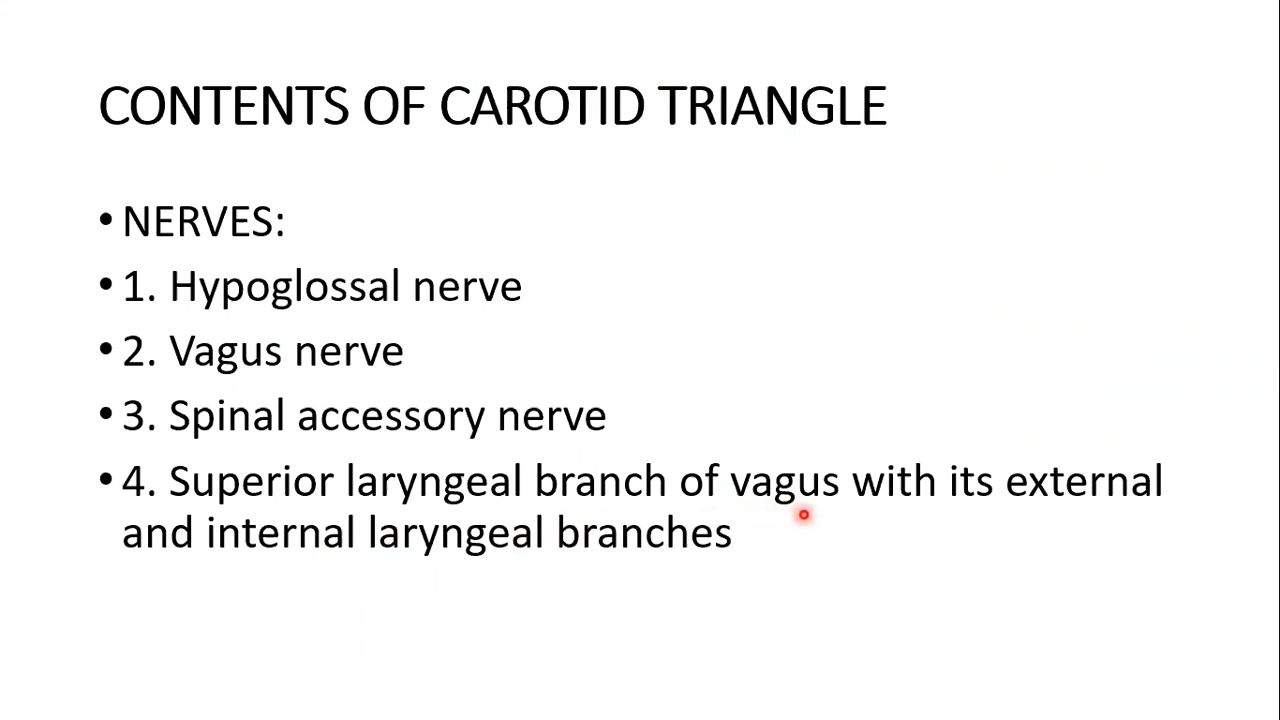 CONTENTS OF CAROTID TRIANGLE
• NERVES:
• 1. Hypoglossal nerve
• 2. Vagus nerve
• 3. Spinal accessory nerve
• 4. Superior laryngeal branch of vagus with its external
and internal laryngeal branches